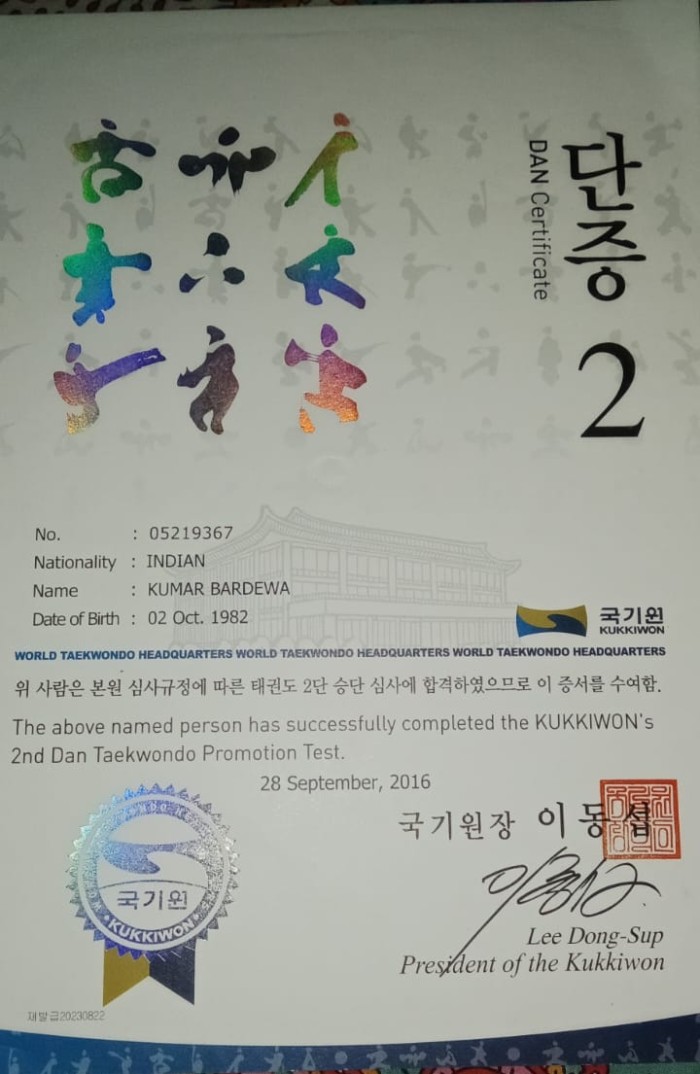 단증
DAN Certificate
2
No. : 05219367
Nationality : INDIAN
Name : KUMAR BARDEWA
Date of Birth : 02 Oct. 1982
국기원
KUKKIWON
WORLD TAEKWONDO HEADQUARTERS WORLD TAEKWONDO HEADQUARTERS WORLD TAEKWONDO HEADQUARTERS
위 사람은 본원 심사규정에 따른 태권도 2단 승단 심사에 합격하였으므로 이 증서를 수여함.
The above named person has successfully completed the KUKKIWON's
2nd Dan Taekwondo Promotion Test.
28 September, 2016
국기원장 이동섭
Lee Dong-Sup
President of the Kukkiwon
국기원
KUKKIWON
재발급20230822